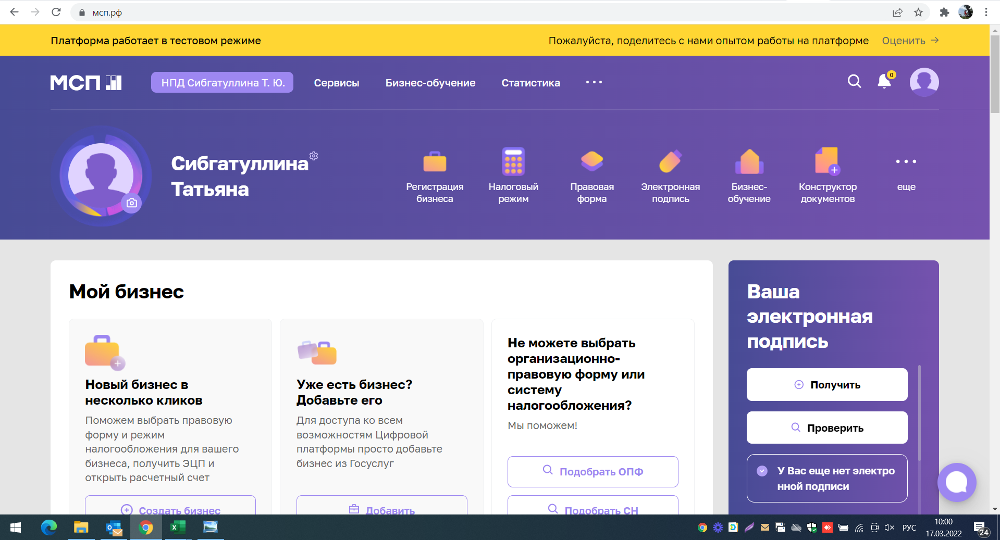 мсп.рф
Платформа работает в тестовом режиме
Пожалуйста, поделитесь с нами опытом работы на платформе
Оценить
МСП
НПД Сибгатуллина Т. Ю.
Сервисы
Бизнес-обучение
Статистика
0
Сибгатуллина
Татьяна
Регистрация
бизнеса
Налоговый
режим
Правовая
форма
Электронная
подпись
Бизнес-
обучение
Конструктор
документов
еще
Мой бизнес
Новый бизнес в
несколько кликов
Поможем выбрать правовую
форму и режим
налогообложения для вашего
бизнеса, получить ЭЦП и
открыть расчетный счет
Создать бизнес
Уже есть бизнес?
Добавьте его
Для доступа ко всем
возможностям Цифровой
платформы просто добавьте
бизнес из Госуслуг
Добавить
Не можете выбрать
организационно-
правовую форму или
систему
налогообложения?
Мы поможем!
Подобрать ОПФ
Подобрать СН
Ваша
электронная
подпись
Получить
Проверить
У Вас еще нет электро
нной подписи
РУС
10:00
17.03.2022
24